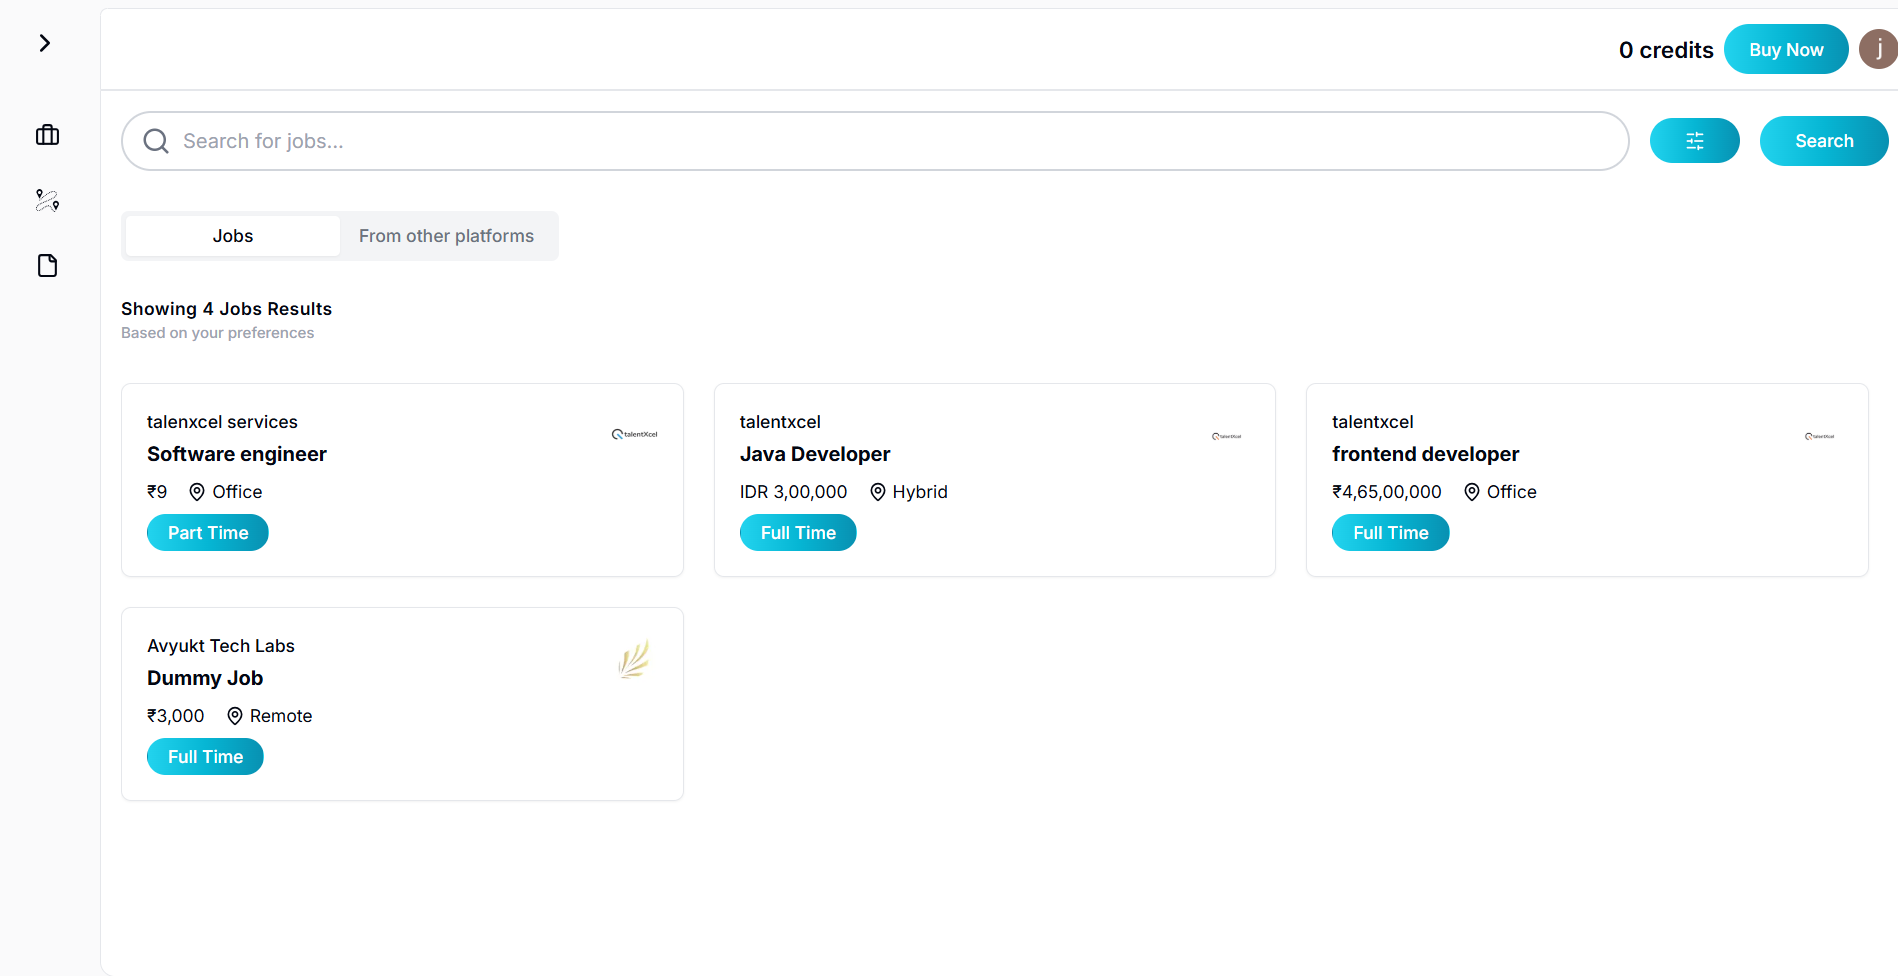 0 credits
Buy Now
j
Search for jobs...
Search
Jobs
From other platforms
Showing 4 Jobs Results
Based on your preferences
talenxcel services
talentXcel
Software engineer
₹9
Office
Part Time
talentxcel
talentXcel
Java Developer
IDR 3,00,000
Hybrid
Full Time
talentxcel
talentXcel
frontend developer
₹4,65,00,000
Office
Full Time
Avyukt Tech Labs
Dummy Job
₹3,000
Remote
Full Time